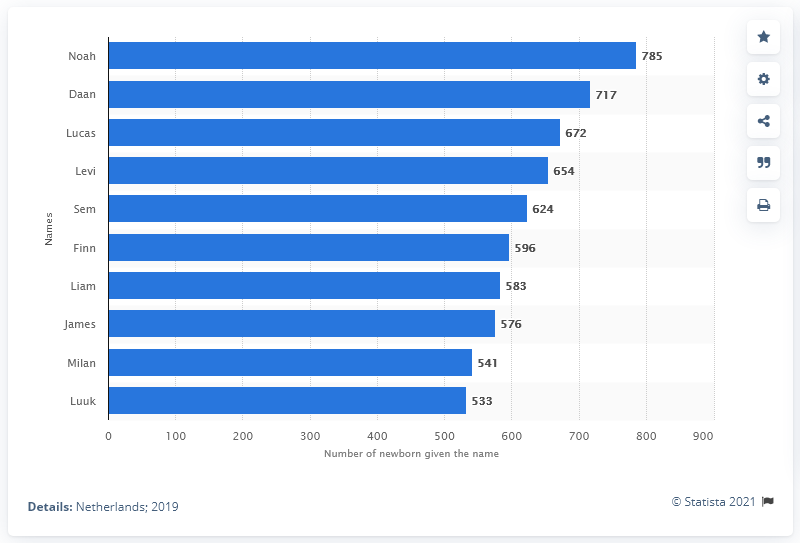 Noah 785
Daan 717
Lucas 672
Levi 654
Sem 624
Names
Finn 596
Liam 583
James 576
Milan 541
Luuk 533
0 100 200 300 400 500 600 700 800 900
Number of newborn given the name
Details: Netherlands; 2019
© Statista 2021